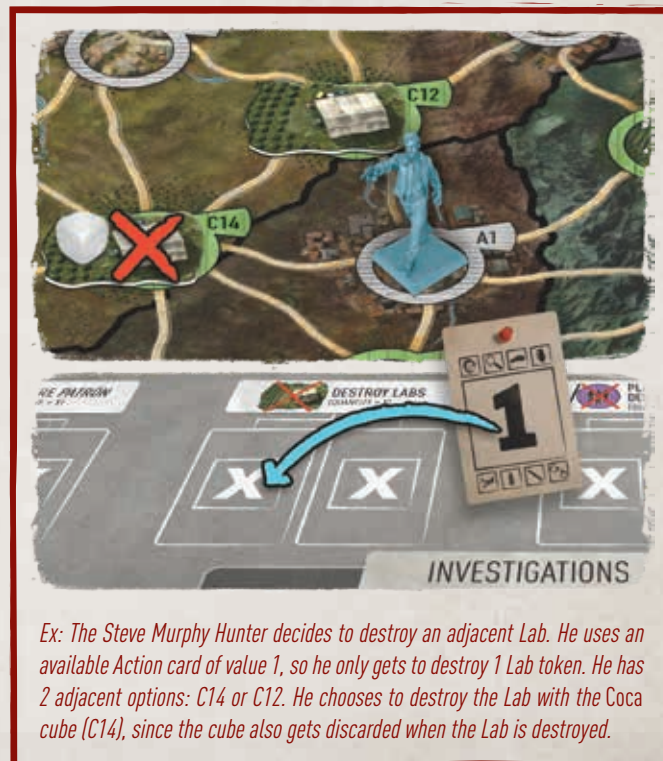 C12
C14
A1
RE PATRÓN
DESTROY LABS
1
X
X
X
INVESTIGATIONS
Ex: The Steve Murphy Hunter decides to destroy an adjacent Lab. He uses an
available Action card of value 1, so he only gets to destroy 1 Lab token. He has
2 adjacent options: C14 or C12. He chooses to destroy the Lab with the Coca
cube (C14), since the cube also gets discarded when the Lab is destroyed.